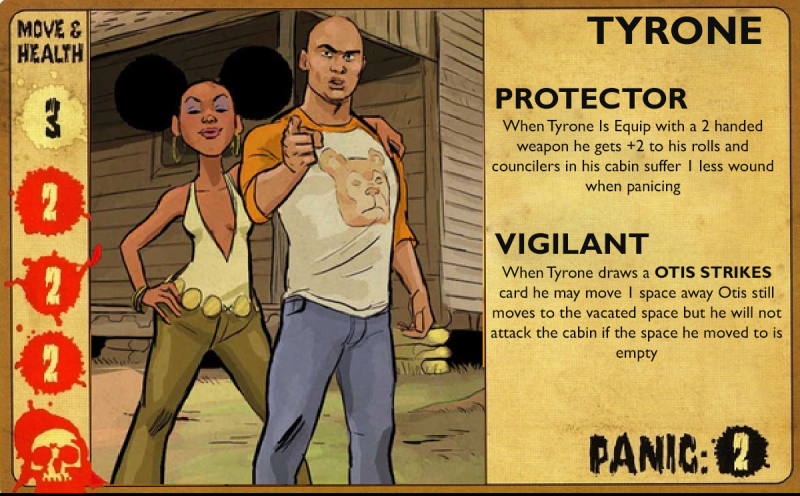 MOVE &
HEALTH
3
2
2
2
TYRONE
PROTECTOR
When Tyrone Is Equip with a 2 handed
weapon he gets +2 to his rolls and
councilers in his cabin suffer 1 less wound
when panicing
VIGILANT
When Tyrone draws a OTIS STRIKES
card he may move 1 space away Otis still
moves to the vacated space but he will not
attack the cabin if the space he moved to is
empty
PANIC: 2